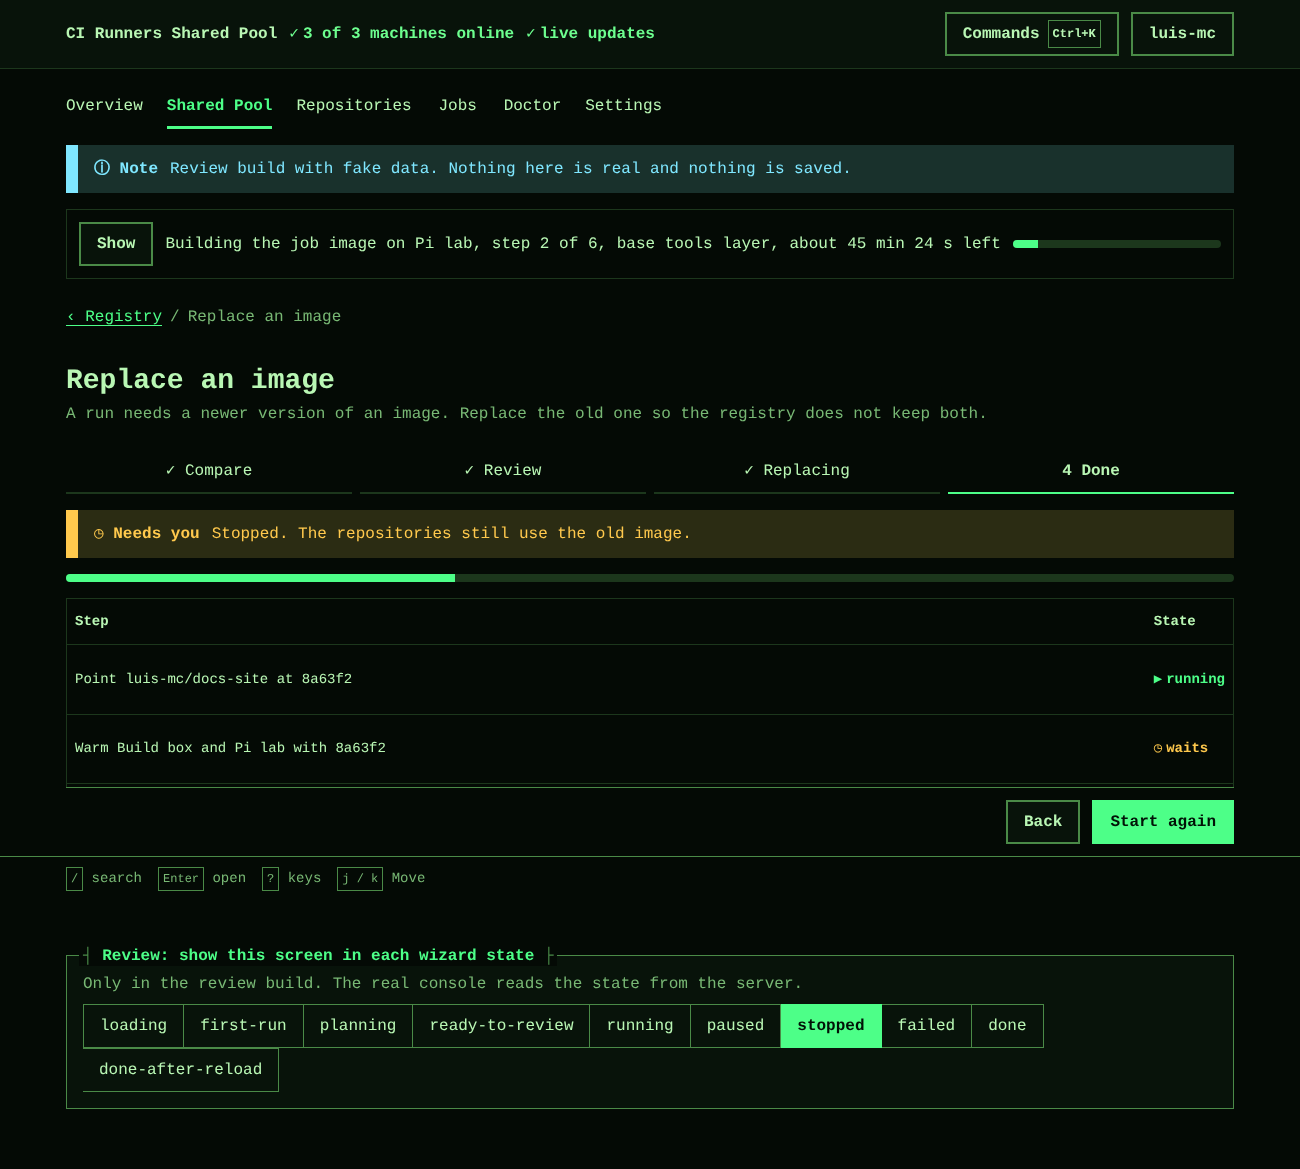 CI Runners Shared Pool ✓ 3 of 3 machines online ✓ live updates
Commands Ctrl+K
luis-mc
Overview Shared Pool Repositories Jobs Doctor Settings
ⓘ Note Review build with fake data. Nothing here is real and nothing is saved.
Show Building the job image on Pi lab, step 2 of 6, base tools layer, about 45 min 24 s left
‹ Registry / Replace an image
Replace an image
A run needs a newer version of an image. Replace the old one so the registry does not keep both.
✓ Compare ✓ Review ✓ Replacing 4 Done
◷ Needs you Stopped. The repositories still use the old image.
Step State
Point luis-mc/docs-site at 8a63f2 ▶ running
Warm Build box and Pi lab with 8a63f2 ◷ waits
Back Start again
/ search Enter open ? keys j / k Move
Review: show this screen in each wizard state
Only in the review build. The real console reads the state from the server.
loading first-run planning ready-to-review running paused stopped failed done
done-after-reload